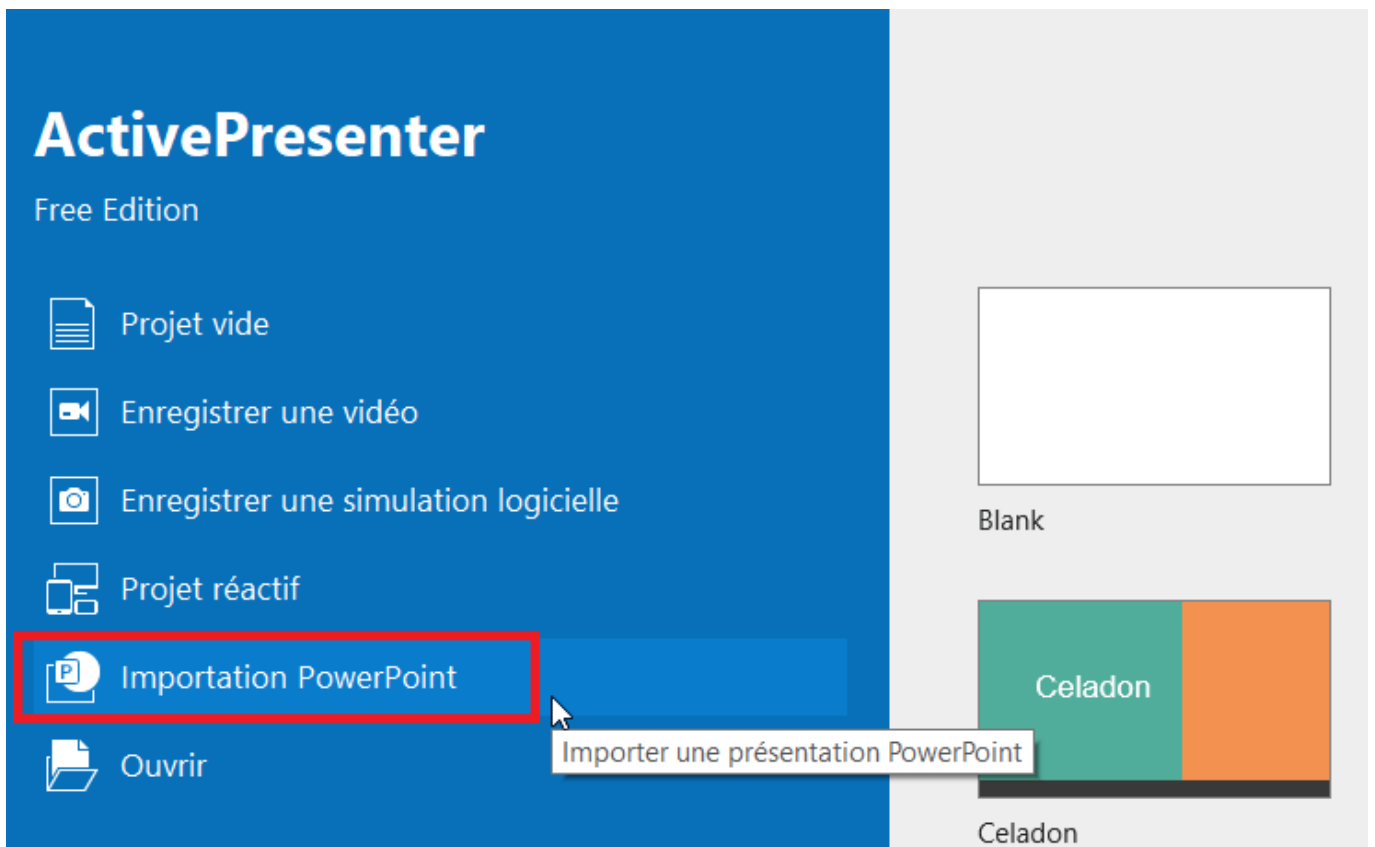 ActivePresenter
Free Edition
Projet vide
Enregistrer une vidéo
Enregistrer une simulation logicielle
Projet réactif
P
Importation PowerPoint
Importer une présentation PowerPoint
Ouvrir
Blank
Celadon
Celadon